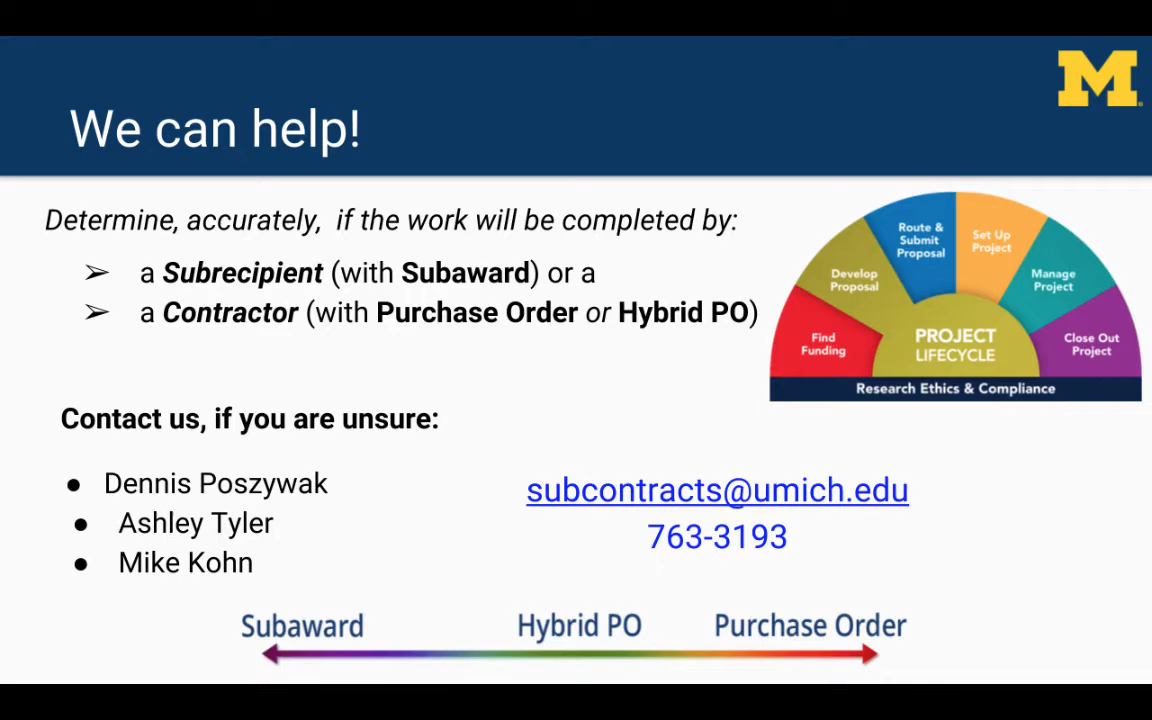 M
We can help!
Determine, accurately, if the work will be completed by:
➢ a Subrecipient (with Subaward) or a
➢ a Contractor (with Purchase Order or Hybrid PO)
Find
Funding
Develop
Proposal
Route &
Submit
Proposal
Set Up
Project
Manage
Project
Close Out
Project
PROJECT
LIFECYCLE
Research Ethics & Compliance
Contact us, if you are unsure:
● Dennis Poszywak
● Ashley Tyler
● Mike Kohn
subcontracts@umich.edu
763-3193
Subaward Hybrid PO Purchase Order